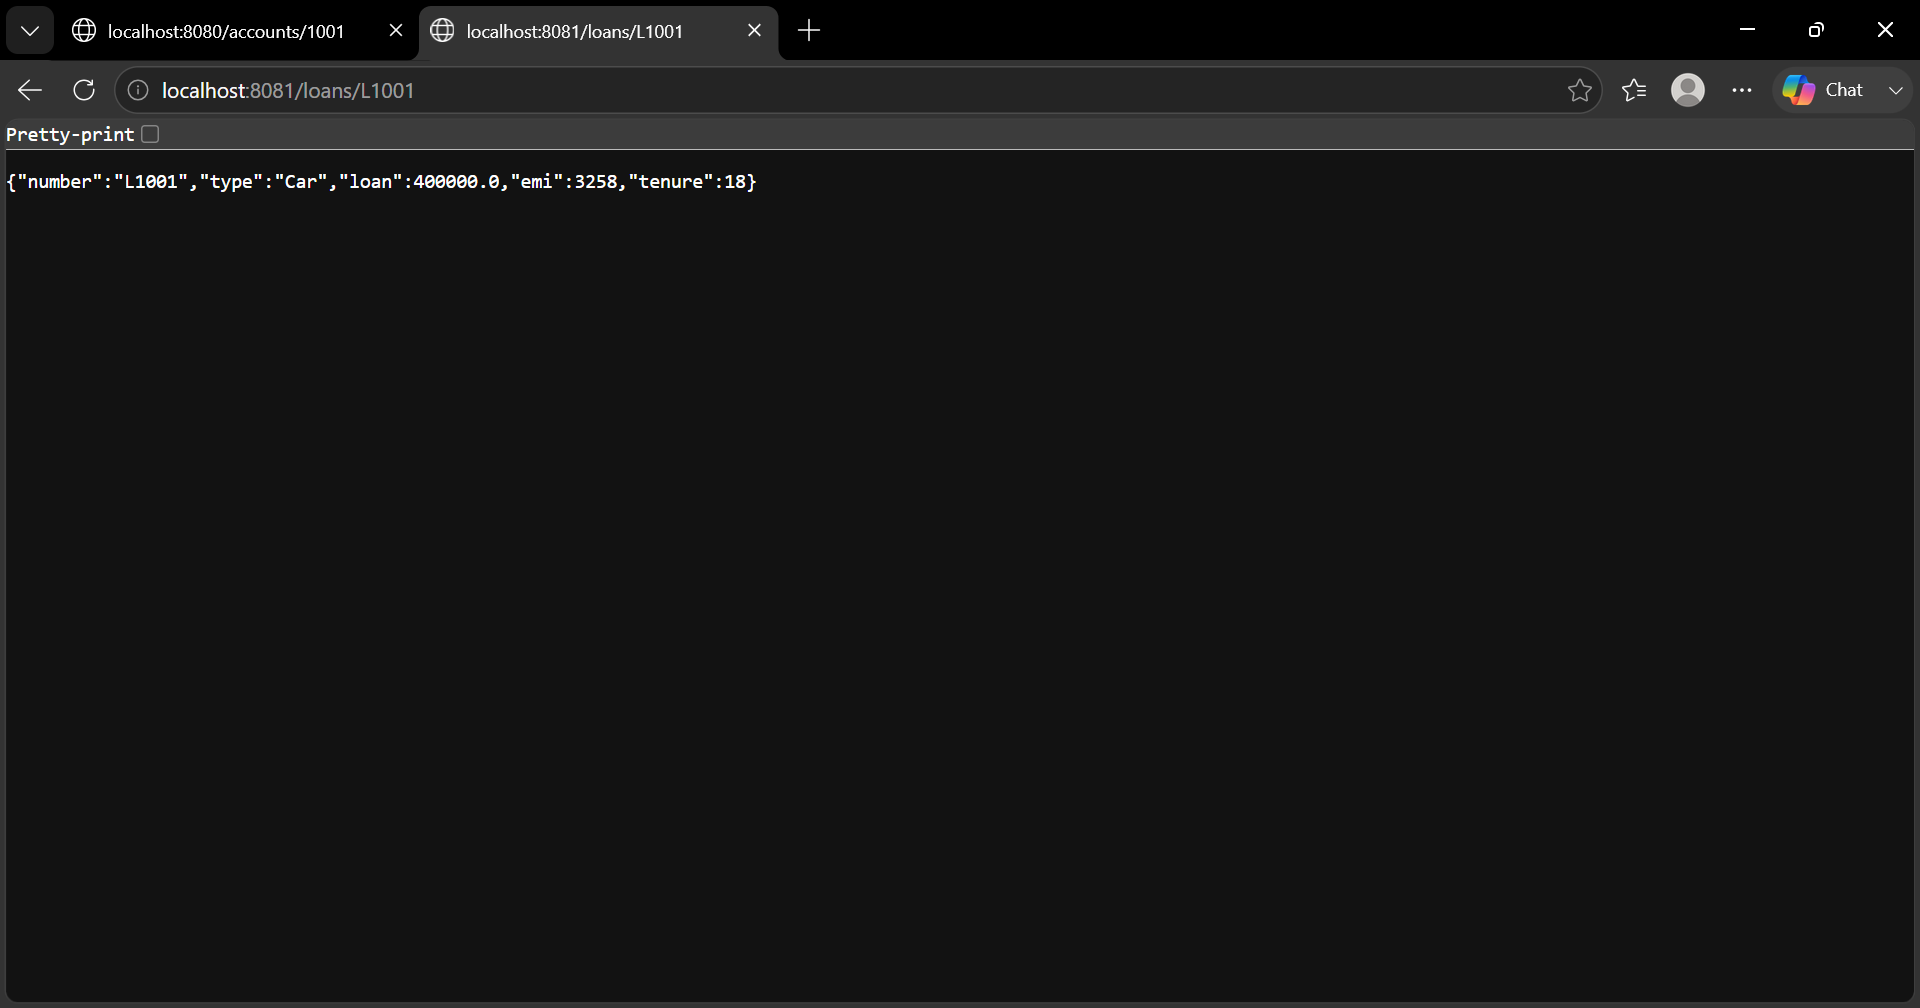 localhost:8080/accounts/1001
localhost:8081/loans/L1001
localhost:8081/loans/L1001
Chat
Pretty-print
{"number":"L1001","type":"Car","loan":400000.0,"emi":3258,"tenure":18}